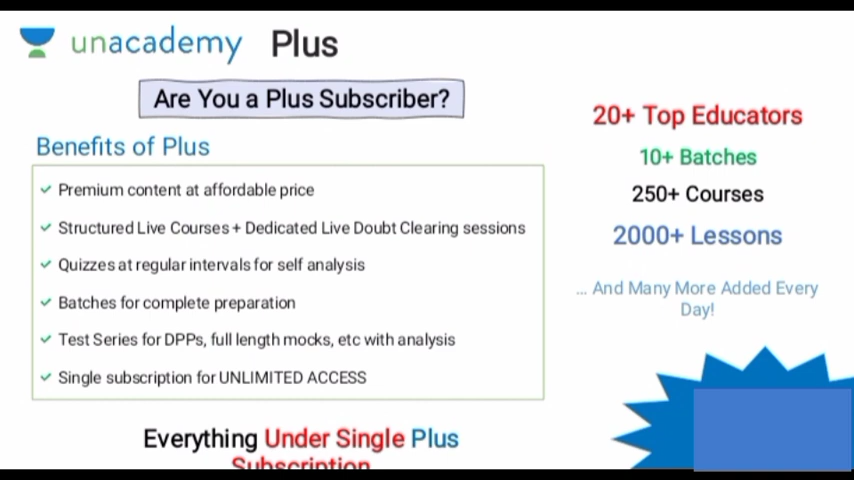 unacademy Plus
Are You a Plus Subscriber?
Benefits of Plus
✓ Premium content at affordable price
✓ Structured Live Courses + Dedicated Live Doubt Clearing sessions
✓ Quizzes at regular intervals for self analysis
✓ Batches for complete preparation
✓ Test Series for DPPs, full length mocks, etc with analysis
✓ Single subscription for UNLIMITED ACCESS
Everything Under Single Plus
Subscription
20+ Top Educators
10+ Batches
250+ Courses
2000+ Lessons
... And Many More Added Every
Day!